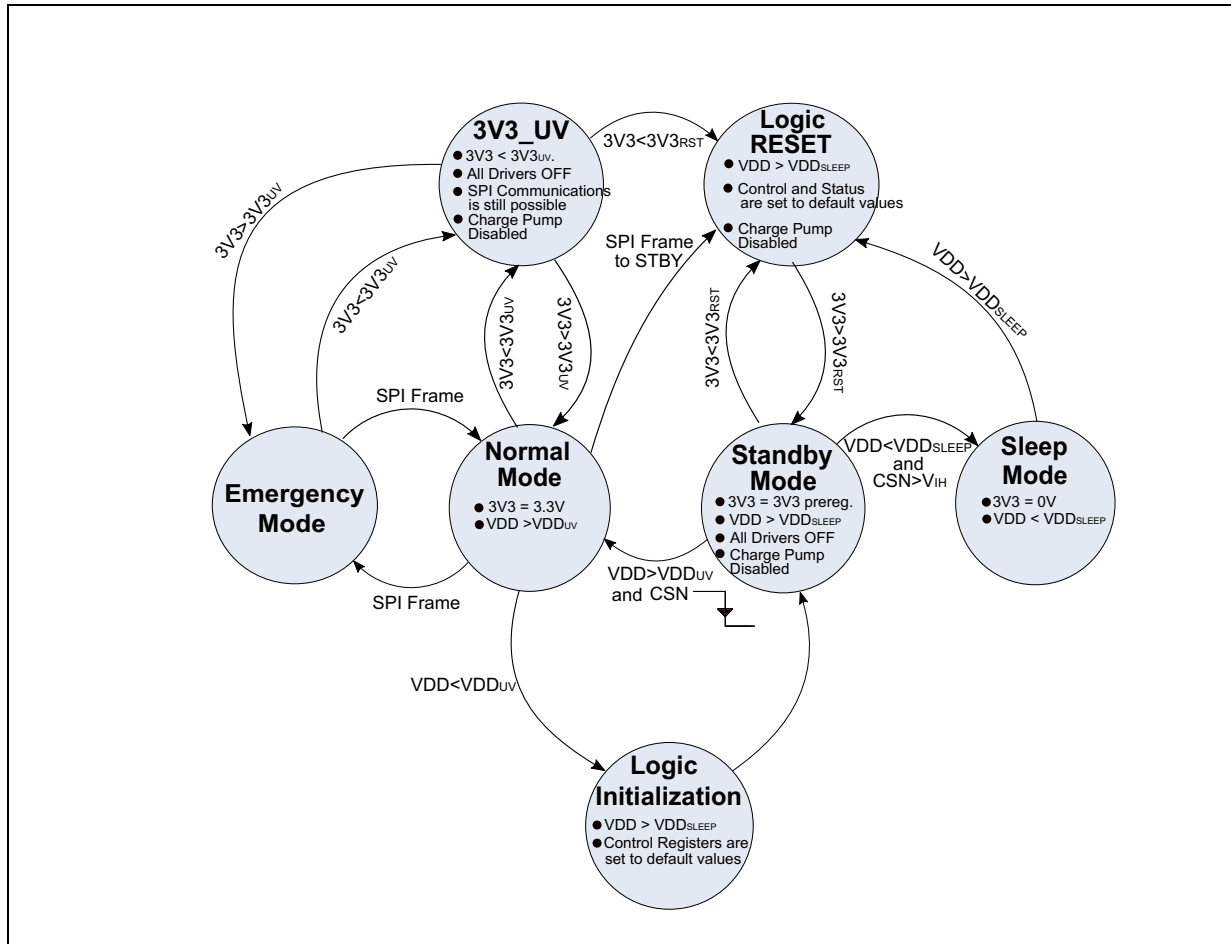 3V3_UV
● 3V3 < 3V3UV.
● All Drivers OFF
● SPI Communications
is still possible
● Charge Pump
Disabled
3V3<3V3RST
Logic
RESET
● VDD > VDDSLEEP
● Control and Status
are set to default values
● Charge Pump
Disabled
3V3>3V3UV
3V3<3V3UV
3V3<3V3UV
3V3>3V3UV
SPI Frame
to STBY
3V3<3V3RST
3V3>3V3RST
VDD>VDDSLEEP
SPI Frame
Emergency
Mode
Normal
Mode
● 3V3 = 3.3V
● VDD >VDDUV
SPI Frame
Standby
Mode
● 3V3 = 3V3 prereg.
● VDD > VDDSLEEP
● All Drivers OFF
● Charge Pump
Disabled
VDD<VDDSLEEP
and
CSN>VIH
Sleep
Mode
● 3V3 = 0V
● VDD < VDDSLEEP
VDD>VDDUV
and CSN
VDD<VDDUV
Logic
Initialization
● VDD > VDDSLEEP
● Control Registers are
set to default values